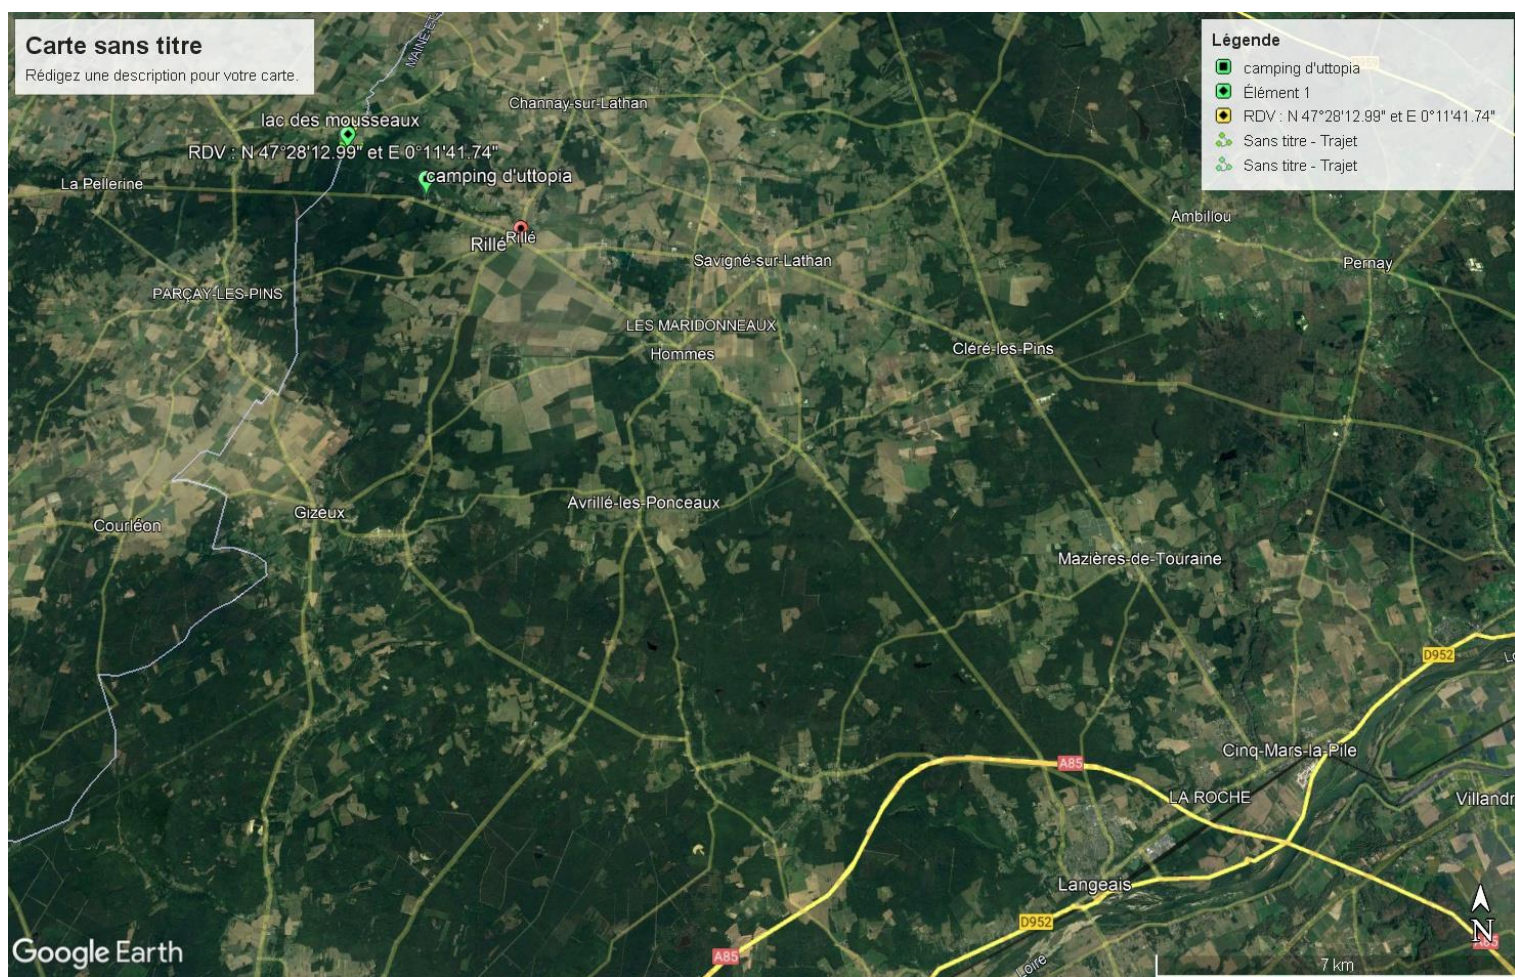 Carte sans titre
Rédigez une description pour votre carte.
MAINE-ET-
Légende
camping d'uttopia
Élément 1
RDV : N 47°28'12.99" et E 0°11'41.74"
Sans titre - Trajet
Sans titre - Trajet
Channay-sur-Lathan
lac des mousseaux
RDV : N 47°28'12.99" et E 0°11'41.74"
La Pellerine
camping d'uttopia
Ambillou
Rillé
Rillé
Savigné-sur-Lathan
Pernay
PARÇAY-LES-PINS
LES MARIDONNEAUX
Hommes
Cléré-les-Pins
Avrillé-les-Ponceaux
Gizeux
Courléon
Mazières-de-Touraine
D952
Cinq-Mars-la-Pile
A85
LA ROCHE
Villandr
Langeais
D952
N
A85
A85
Loire
7 km
Google Earth